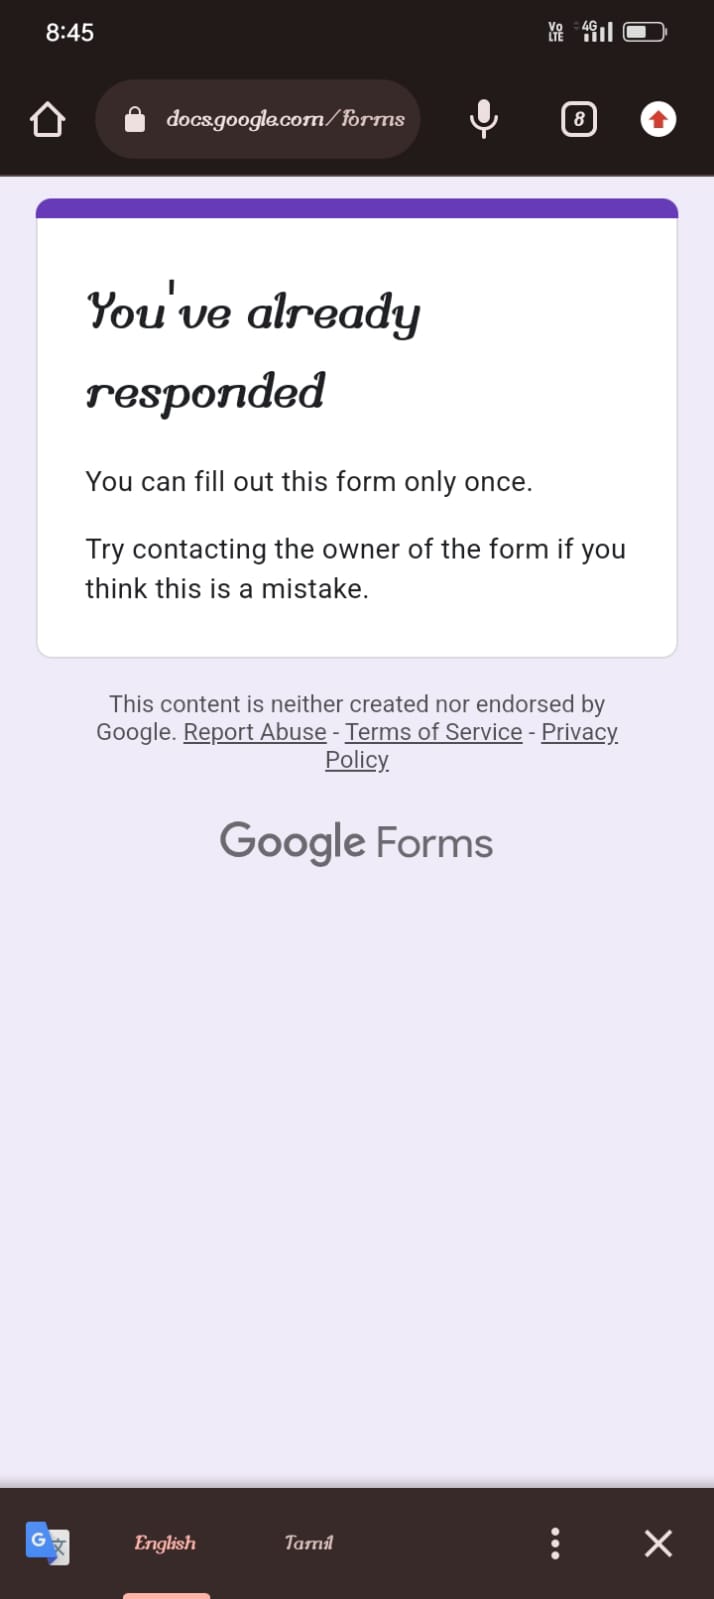 8:45
Vo LTE 4G
docs.google.com/forms
8
You've already
responded
You can fill out this form only once.
Try contacting the owner of the form if you
think this is a mistake.
This content is neither created nor endorsed by
Google. Report Abuse - Terms of Service - Privacy
Policy
Google Forms
G 文
English Tamil